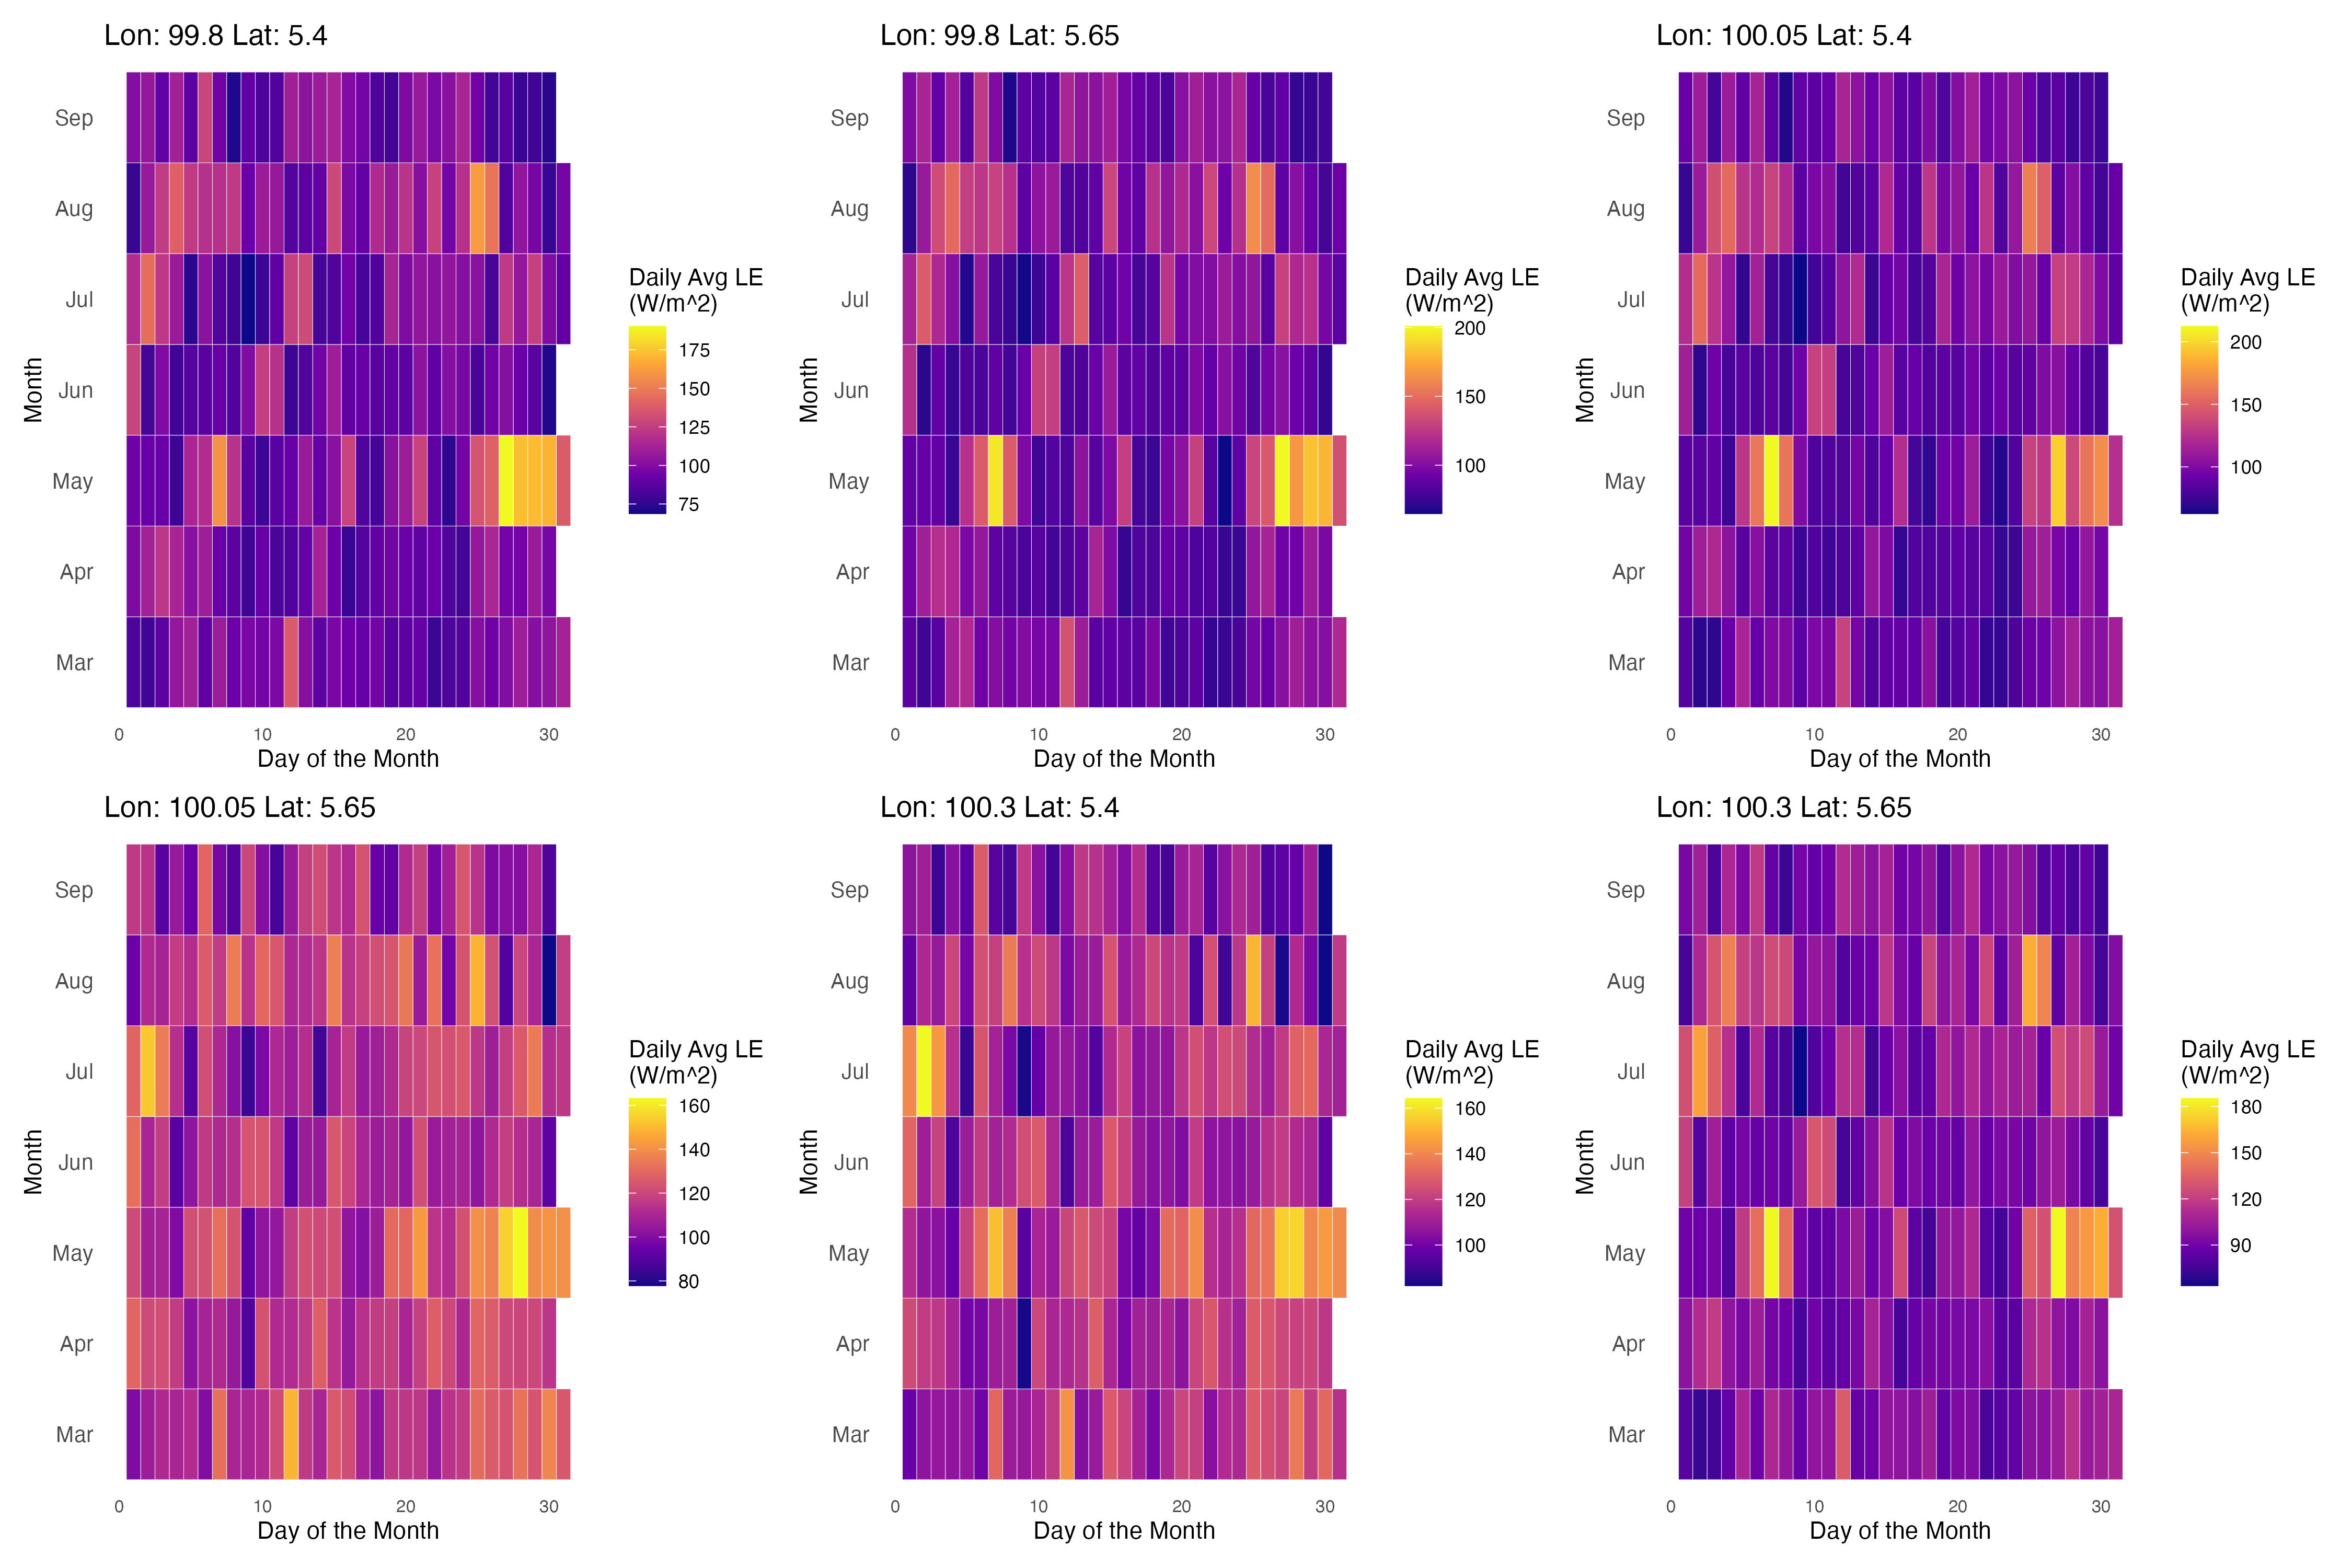 Lon: 99.8 Lat: 5.4
Sep
Aug
Jul
Jun
May
Apr
Mar
Month
0 10 20 30
Day of the Month
Daily Avg LE
(W/m^2)
175
150
125
100
75
Lon: 99.8 Lat: 5.65
Sep
Aug
Jul
Jun
May
Apr
Mar
Month
0 10 20 30
Day of the Month
Daily Avg LE
(W/m^2)
200
150
100
Lon: 100.05 Lat: 5.4
Sep
Aug
Jul
Jun
May
Apr
Mar
Month
0 10 20 30
Day of the Month
Daily Avg LE
(W/m^2)
200
150
100
Lon: 100.05 Lat: 5.65
Sep
Aug
Jul
Jun
May
Apr
Mar
Month
0 10 20 30
Day of the Month
Daily Avg LE
(W/m^2)
160
140
120
100
80
Lon: 100.3 Lat: 5.4
Sep
Aug
Jul
Jun
May
Apr
Mar
Month
0 10 20 30
Day of the Month
Daily Avg LE
(W/m^2)
160
140
120
100
Lon: 100.3 Lat: 5.65
Sep
Aug
Jul
Jun
May
Apr
Mar
Month
0 10 20 30
Day of the Month
Daily Avg LE
(W/m^2)
180
150
120
90